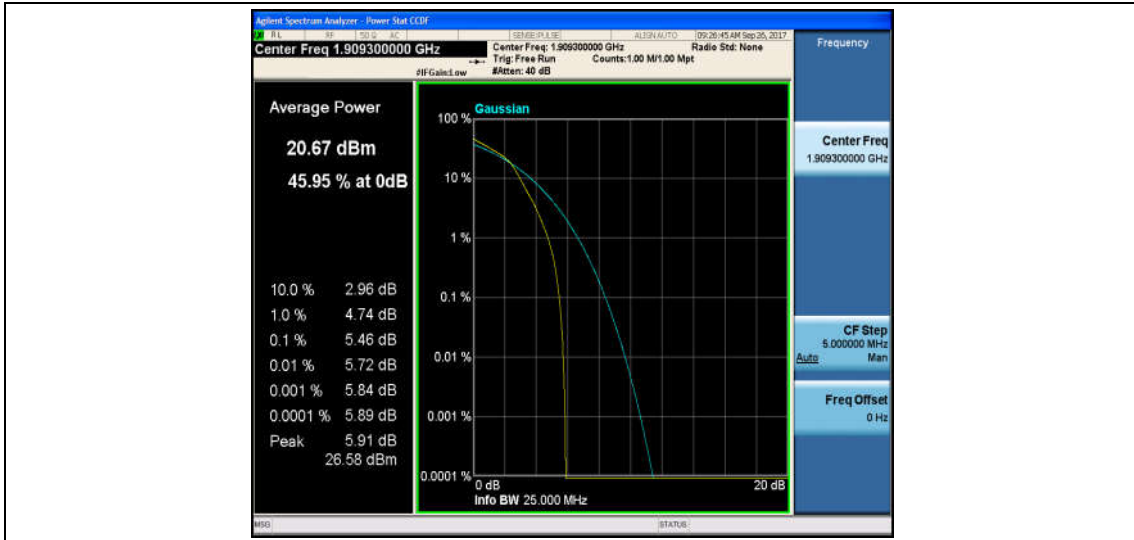 Agilent Spectrum Analyzer - Power Stat CCDF
RL RF 50 Ω AC SENSE:PULSE ALIGNAUTO 09:26:45 AM Sep 26, 2017
Center Freq 1.909300000 GHz
Center Freq: 1.909300000 GHz Radio Std: None
Trig: Free Run Counts:1.00 M/1.00 Mpt
#IFGain:Low #Atten: 40 dB
Frequency
Average Power
20.67 dBm
45.95 % at 0dB
10.0 % 2.96 dB
1.0 % 4.74 dB
0.1 % 5.46 dB
0.01 % 5.72 dB
0.001 % 5.84 dB
0.0001 % 5.89 dB
Peak 5.91 dB
26.58 dBm
Gaussian
100 %
10 %
1 %
0.1 %
0.01 %
0.001 %
0.0001 %
0 dB 20 dB
Info BW 25.000 MHz
Center Freq
1.909300000 GHz
CF Step
5.000000 MHz
Auto Man
Freq Offset
0 Hz
MSG STATUS